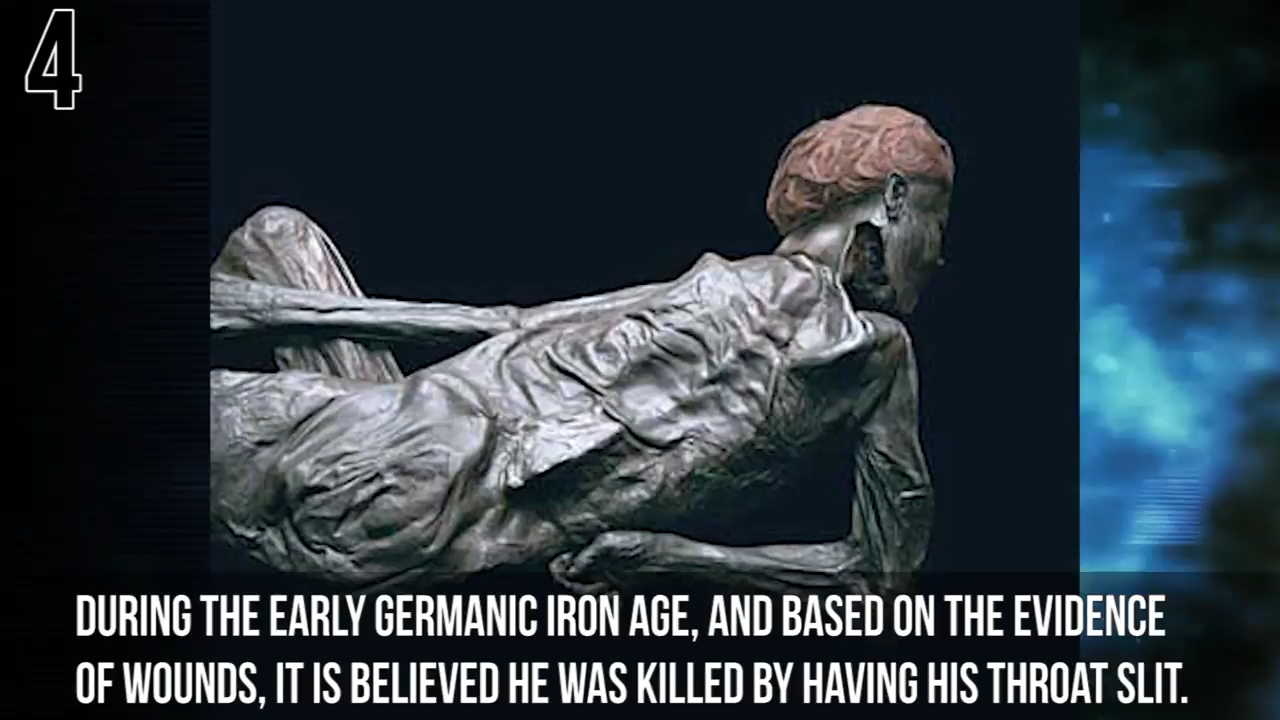 4
DURING THE EARLY GERMANIC IRON AGE, AND BASED ON THE EVIDENCE
OF WOUNDS, IT IS BELIEVED HE WAS KILLED BY HAVING HIS THROAT SLIT.